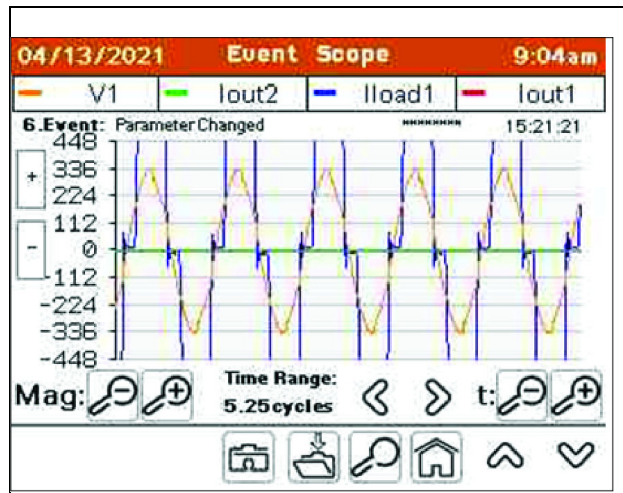 04/13/2021 Event Scope 9:04am
V1 Iout2 Iload1 Iout1
6.Event: Parameter Changed ******** 15:21:21
448
336
224
112
0
-112
-224
-336
-448
+
-
Mag: Time Range: t:
5.25cycles